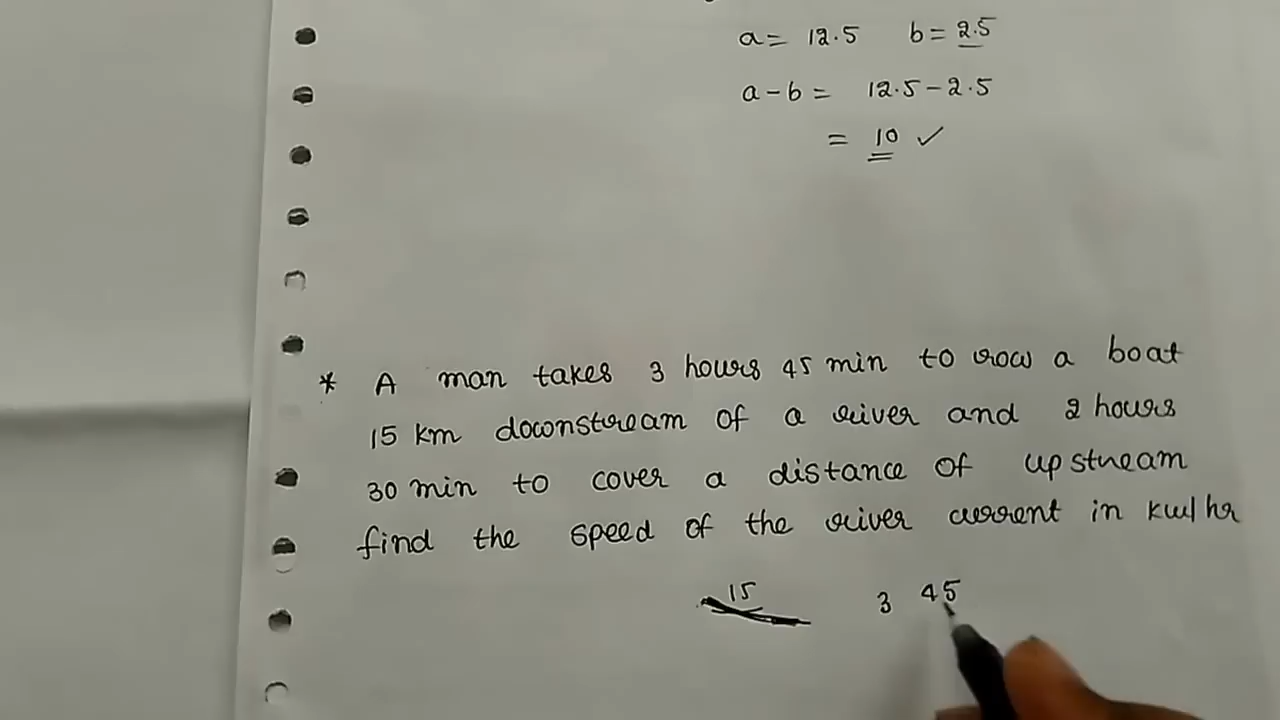 a = 12.5 b = 2.5
a - b = 12.5 - 2.5
= 10 ✓
* A man takes 3 hours 45 min to row a boat
15 km downstream of a river and 2 hours
30 min to cover a distance of upstream
find the speed of the river current in km/hr
15 3 45